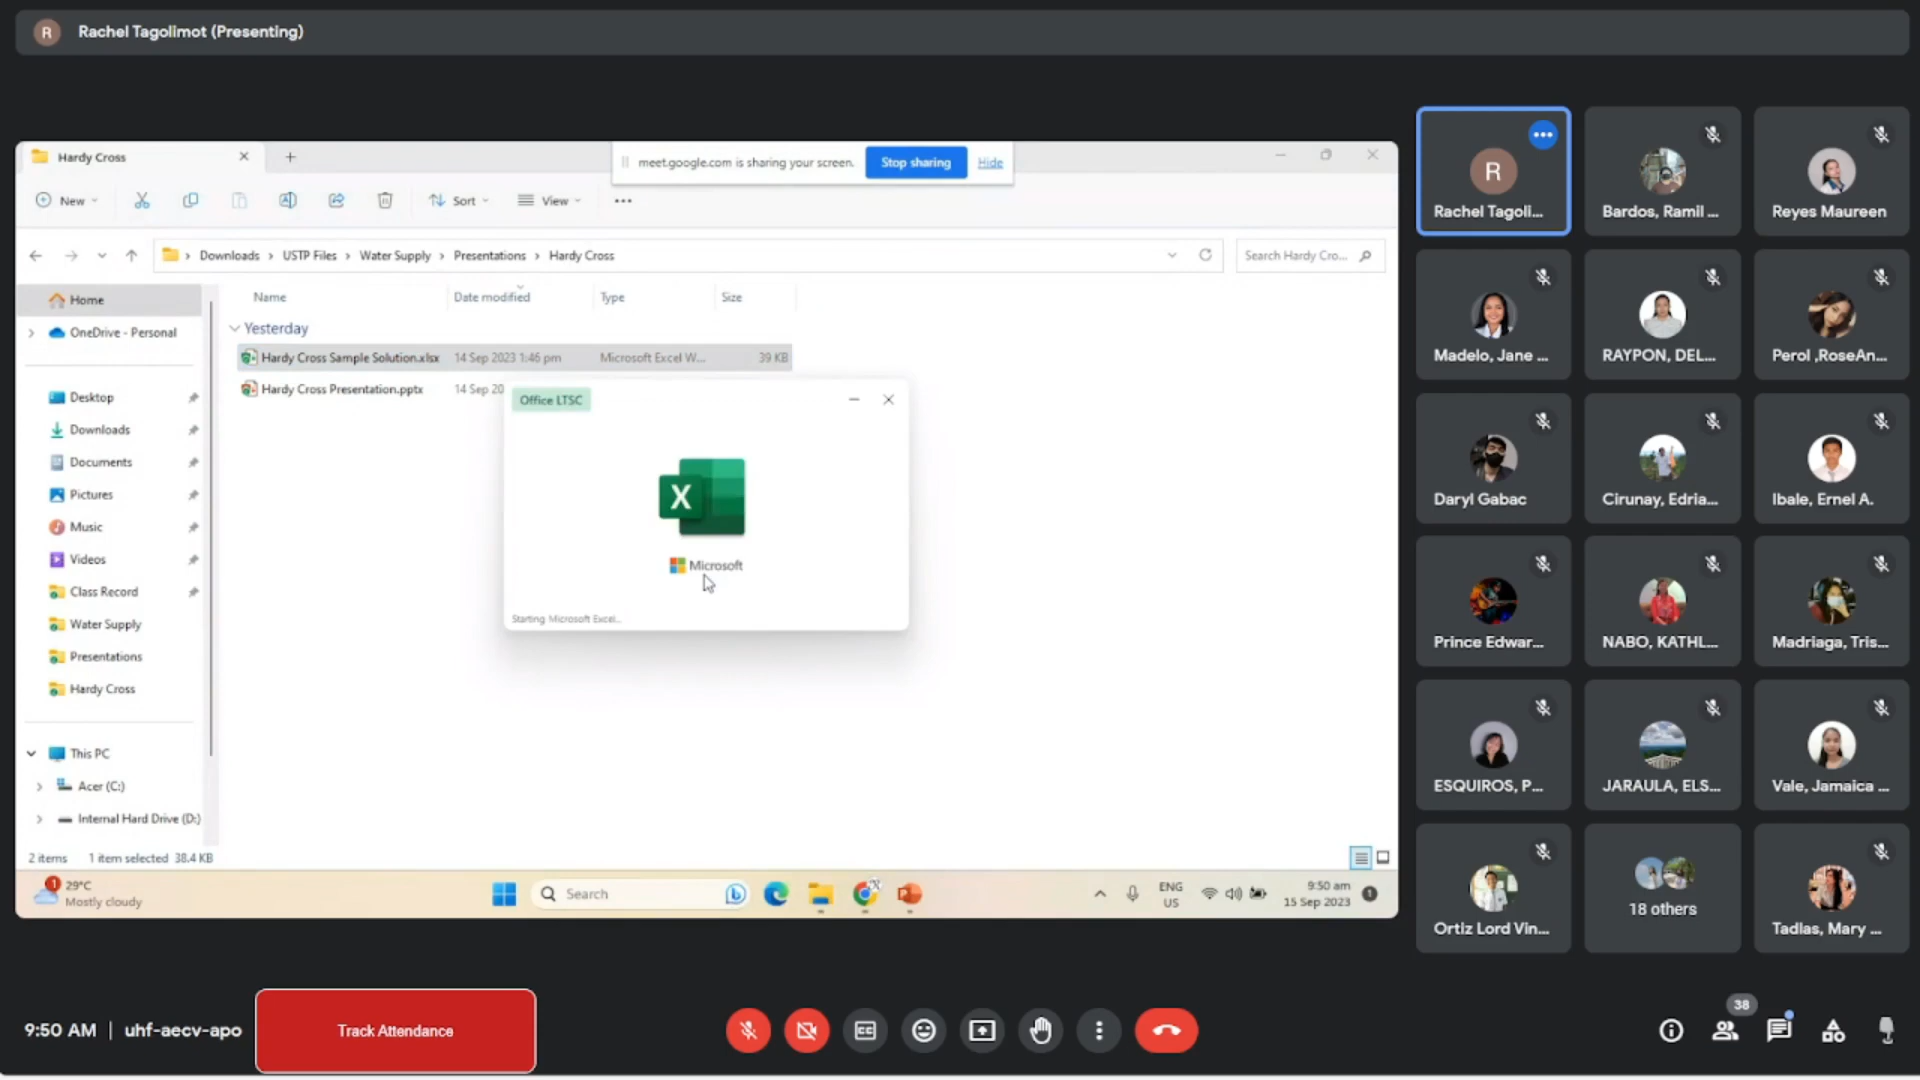 R Rachel Tagolimot (Presenting)
Hardy Cross
meet.google.com is sharing your screen. Stop sharing Hide
New Sort View
Downloads › USTP Files › Water Supply › Presentations › Hardy Cross
Search Hardy Cro...
Name Date modified Type Size
Yesterday
Hardy Cross Sample Solution.xlsx 14 Sep 2023 1:46 pm Microsoft Excel W... 39 KB
Hardy Cross Presentation.pptx 14 Sep 20
Home
OneDrive - Personal
Desktop
Downloads
Documents
Pictures
Music
Videos
Class Record
Water Supply
Presentations
Hardy Cross
This PC
Acer (C:)
Internal Hard Drive (D:)
Office LTSC
X
Microsoft
Starting Microsoft Excel...
2 items 1 item selected 38.4 KB
1
29°C
Mostly cloudy
Search
ENG
US
9:50 am
15 Sep 2023
1
R
Rachel Tagoli...
Bardos, Ramil ...
Reyes Maureen
Madelo, Jane ...
RAYPON, DEL...
Perol ,RoseAn...
Daryl Gabac
Cirunay, Edria...
Ibale, Ernel A.
Prince Edwar...
NABO, KATHL...
Madriaga, Tris...
ESQUIROS, P...
JARAULA, ELS...
Vale, Jamaica ...
Ortiz Lord Vin...
18 others
Tadlas, Mary ...
9:50 AM | uhf-aecv-apo
Track Attendance
CC
38